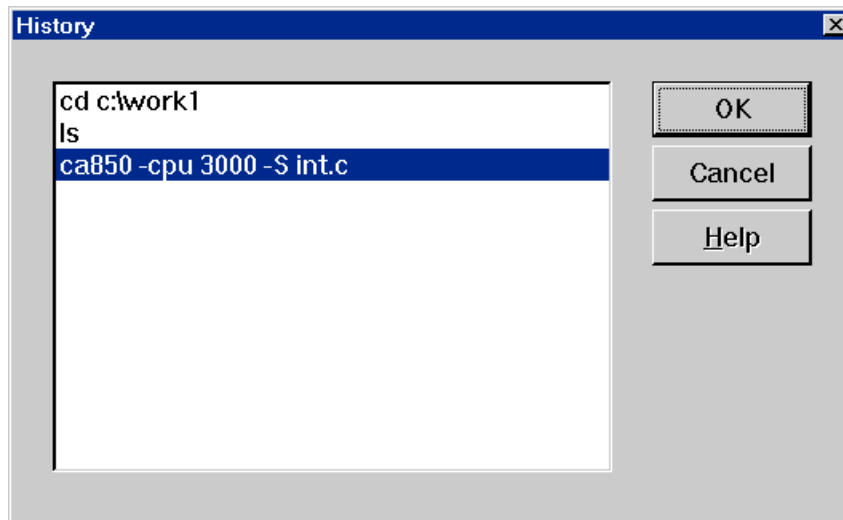 History
cd c:\work1
ls
ca850 -cpu 3000 -S int.c
OK
Cancel
Help